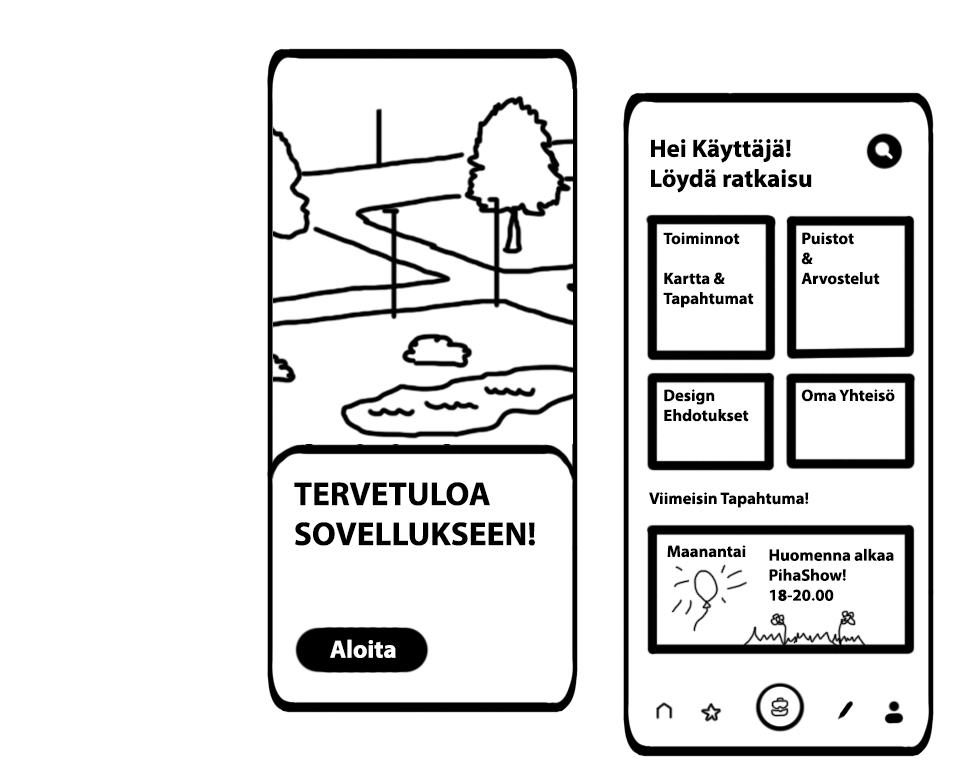 TERVETULOA
SOVELLUKSEEN!
Aloita
Hei Käyttäjä!
Löydä ratkaisu
Toiminnot
Kartta &
Tapahtumat
Puistot
&
Arvostelut
Design
Ehdotukset
Oma Yhteisö
Viimeisin Tapahtuma!
Maanantai
Huomenna alkaa
PihaShow!
18-20.00